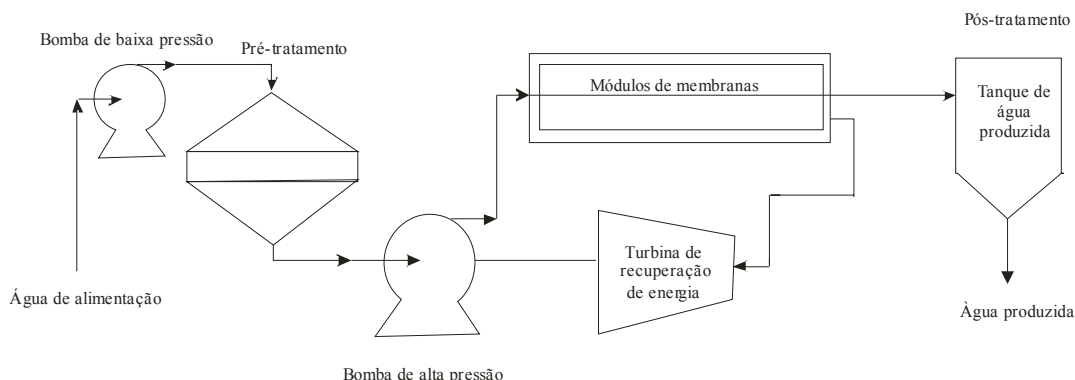 Pós-tratamento
Bomba de baixa pressão
Pré-tratamento
Módulos de membranas
Tanque de
água
produzida
Turbina de
recuperação
de energia
Água de alimentação
Àgua produzida
Bomba de alta pressão